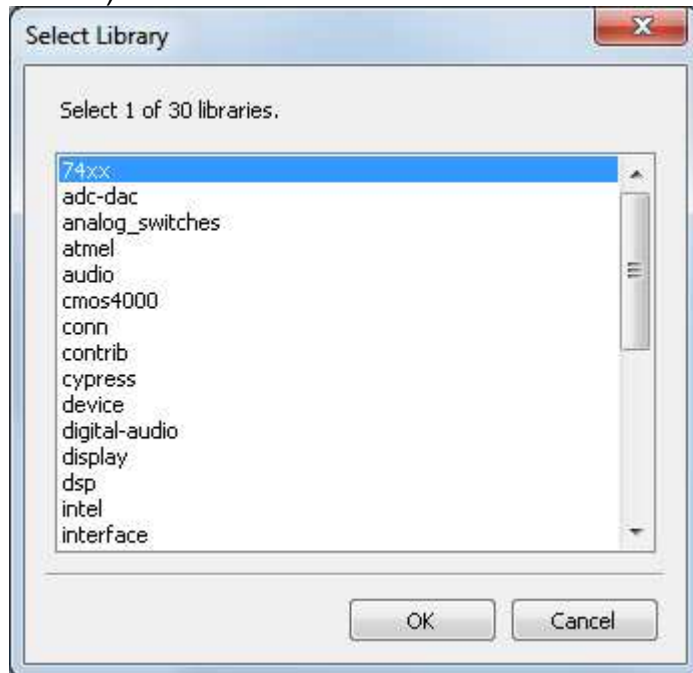 Select Library
Select 1 of 30 libraries.
74xx
adc-dac
analog_switches
atmel
audio
cmos4000
conn
contrib
cypress
device
digital-audio
display
dsp
intel
interface
OK Cancel